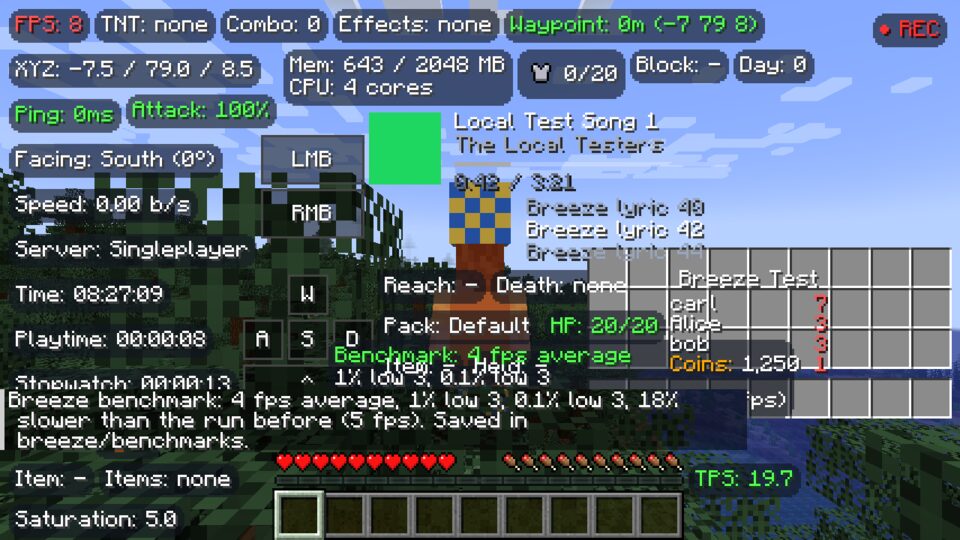 FPS: 8 TNT: none Combo: 0 Effects: none Waypoint: 0m (-7 79 8) • REC
XYZ: -7.5 / 79.0 / 8.5
Mem: 643 / 2048 MB
CPU: 4 cores
0/20
Block: - Day: 0
Ping: 0ms Attack: 100%
Local Test Song 1
The Local Testers
0:42 / 3:21
Facing: South (0°)
LMB
RMB
Speed: 0.00 b/s
Breeze lyric 40
Breeze lyric 42
Breeze lyric 44
Server: Singleplayer
Reach: - Death: none
Breeze Test
carl 7
Alice 3
bob 3
Coins: 1,250 1
Time: 08:27:09
W
A S D
Pack: Default HP: 20/20
Playtime: 00:00:08
Benchmark: 4 fps average
1% low 3, 0.1% low 3
Item: - Held: -
Stopwatch: 00:00:13
Breeze benchmark: 4 fps average, 1% low 3, 0.1% low 3, 18%
slower than the run before (5 fps). Saved in
breeze/benchmarks.
fps)
Item: - Items: none
TPS: 19.7
Saturation: 5.0